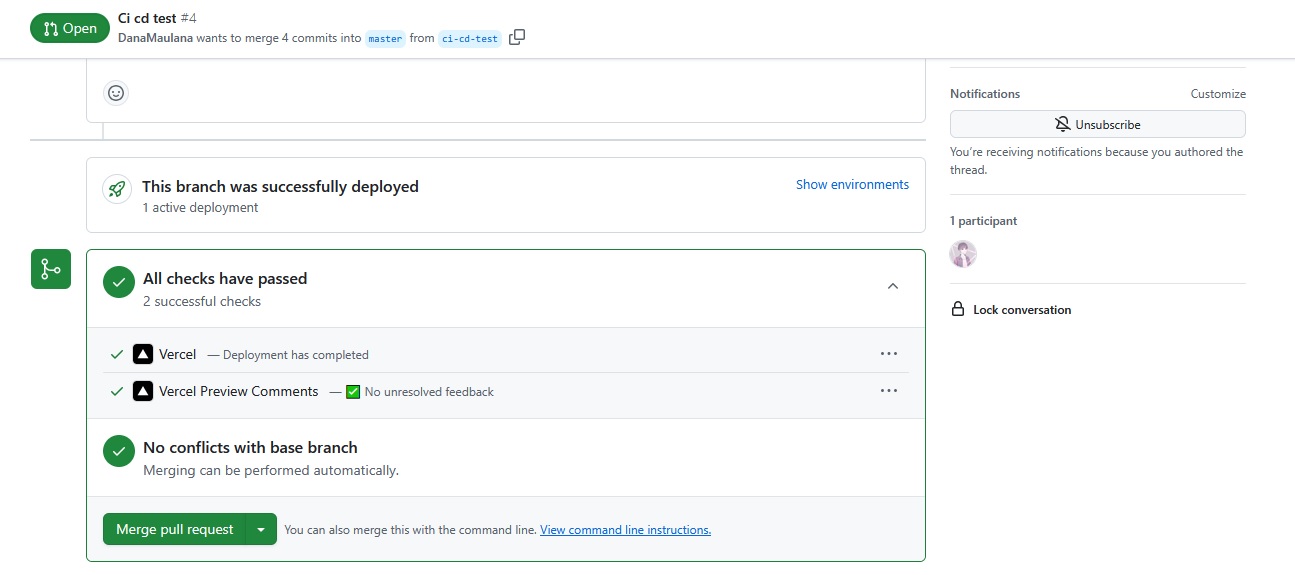 Open
Ci cd test #4
DanaMaulana wants to merge 4 commits into master from ci-cd-test
Notifications
Customize
Unsubscribe
You're receiving notifications because you authored the
thread.
1 participant
Lock conversation
This branch was successfully deployed
Show environments
1 active deployment
All checks have passed
2 successful checks
Vercel — Deployment has completed
Vercel Preview Comments — ✅ No unresolved feedback
No conflicts with base branch
Merging can be performed automatically.
Merge pull request
You can also merge this with the command line. View command line instructions.